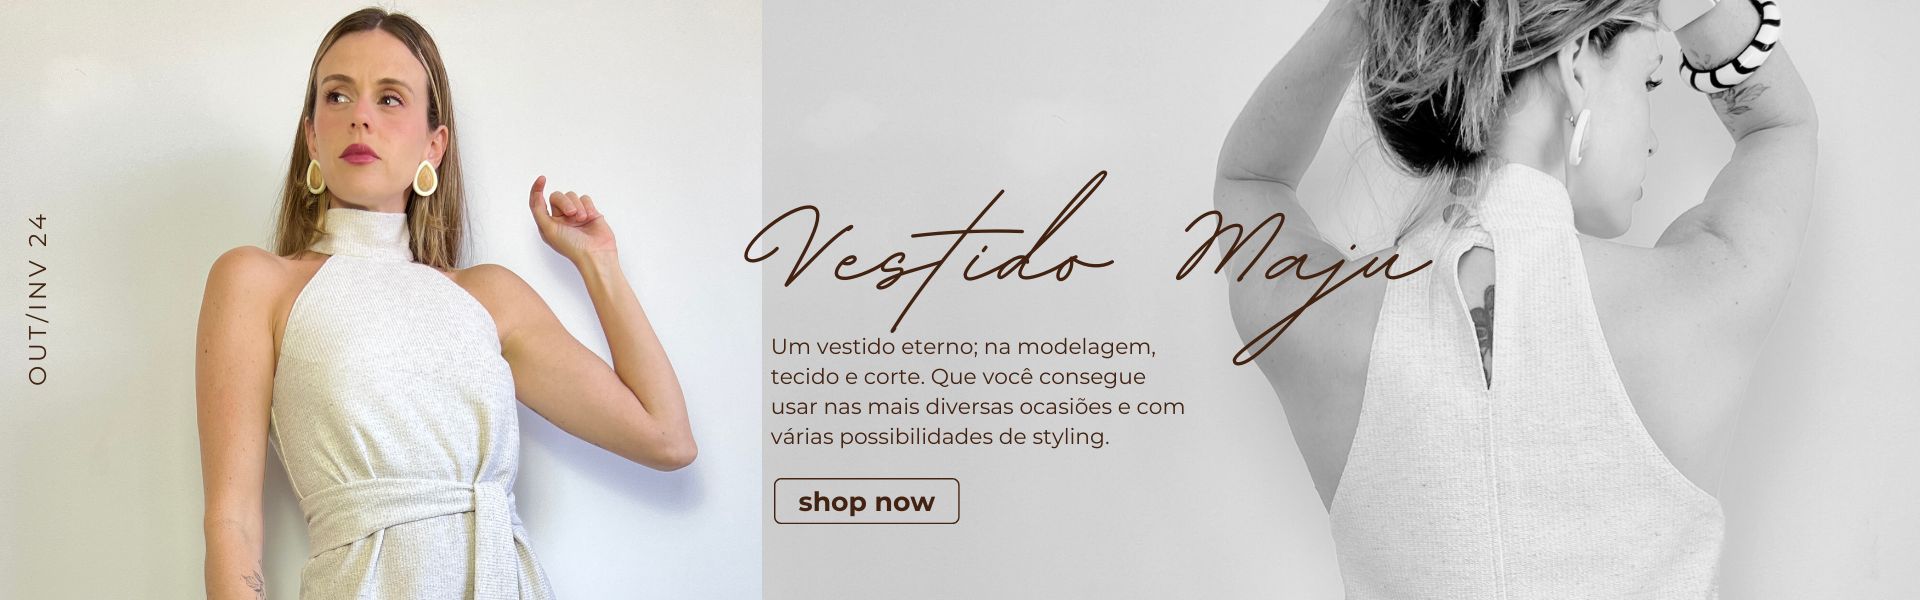 OUT/INV 24
Vestido Maju
Um vestido eterno; na modelagem,
tecido e corte. Que você consegue
usar nas mais diversas ocasiões e com
várias possibilidades de styling.
shop now